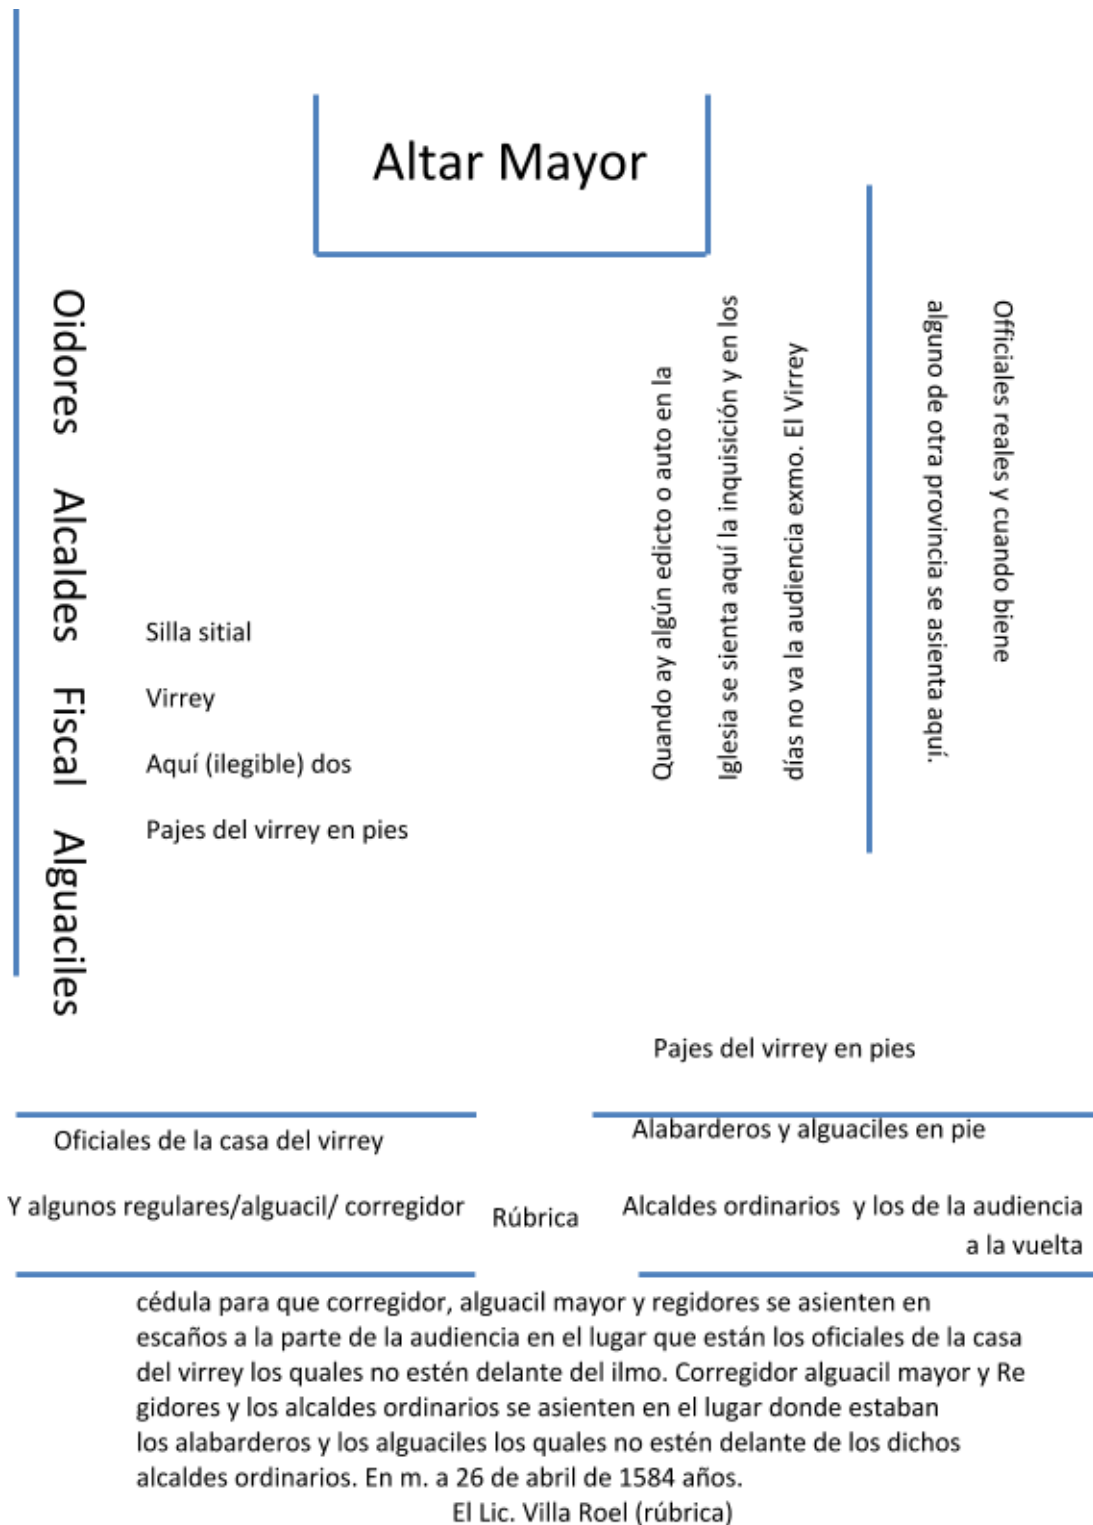 Altar Mayor
Oidores Alcaldes Fiscal Alguaciles
Silla sitial
Virrey
Aquí (ilegible) dos
Pajes del virrey en pies
Quando ay algún edicto o auto en la
Iglesia se sienta aquí la inquisición y en los
días no va la audiencia exmo. El Virrey
Officiales reales y cuando biene
alguno de otra provincia se asienta aquí.
Pajes del virrey en pies
Oficiales de la casa del virrey
Y algunos regulares/alguacil/ corregidor
Rúbrica
Alabarderos y alguaciles en pie
Alcaldes ordinarios y los de la audiencia
a la vuelta
cédula para que corregidor, alguacil mayor y regidores se asienten en
escaños a la parte de la audiencia en el lugar que están los oficiales de la casa
del virrey los quales no estén delante del ilmo. Corregidor alguacil mayor y Re
gidores y los alcaldes ordinarios se asienten en el lugar donde estaban
los alabarderos y los alguaciles los quales no estén delante de los dichos
alcaldes ordinarios. En m. a 26 de abril de 1584 años.
El Lic. Villa Roel (rúbrica)